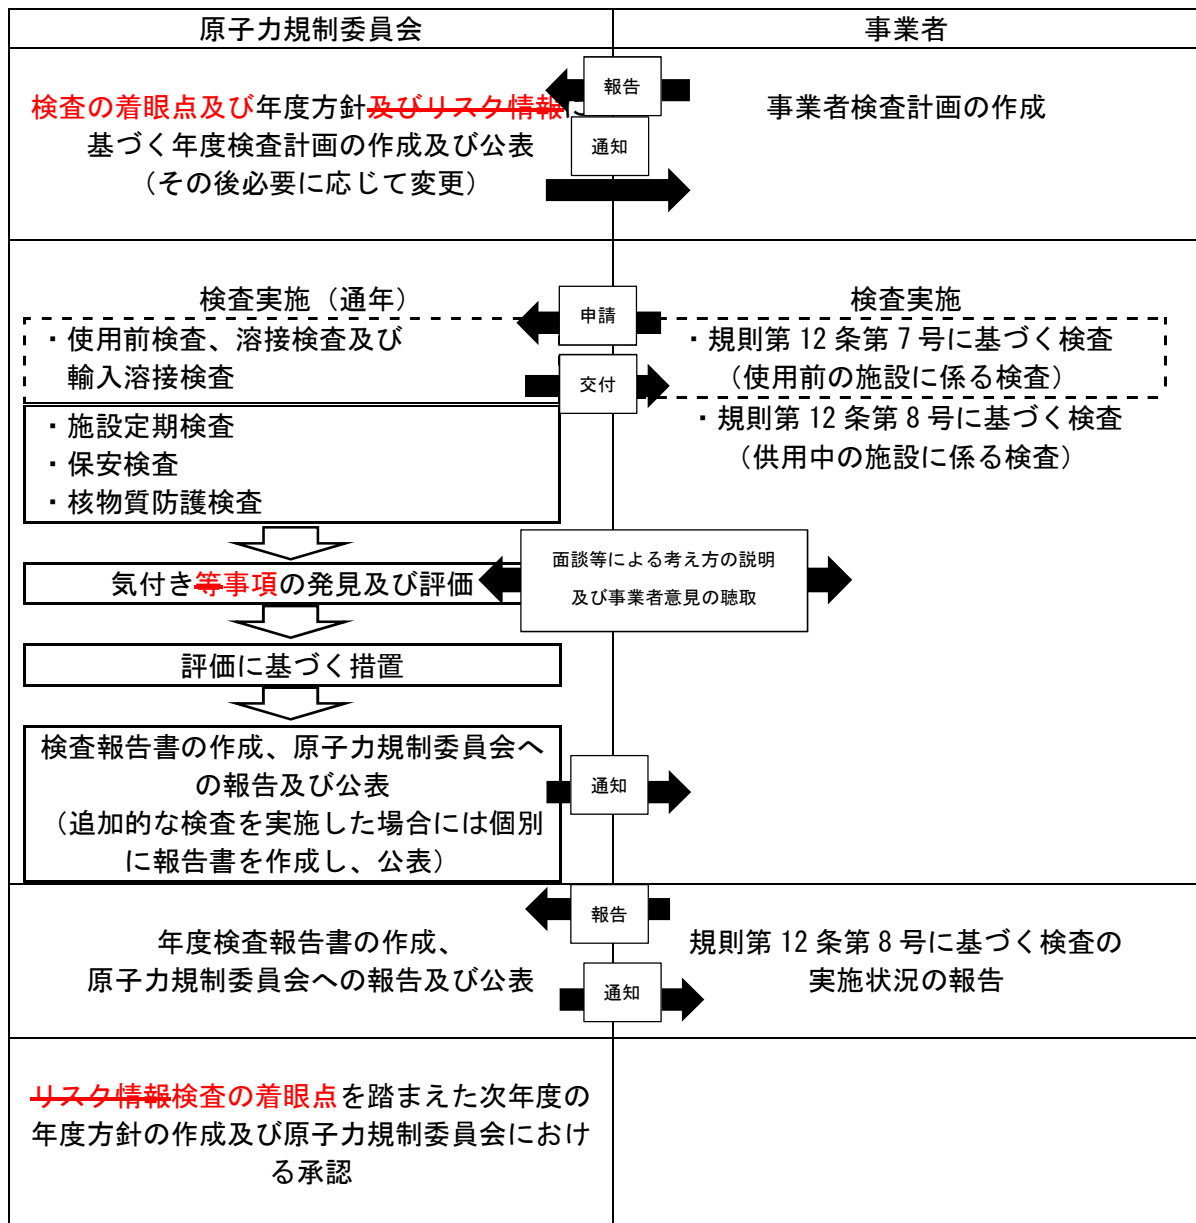 原子力規制委員会
事業者
検査の着眼点及び年度方針及びリスク情報に
基づく年度検査計画の作成及び公表
(その後必要に応じて変更)
報告
通知
事業者検査計画の作成
検査実施（通年）
・使用前検査、溶接検査及び
輸入溶接検査
・施設定期検査
・保安検査
・核物質防護検査
申請
交付
検査実施
・規則第 12 条第 7 号に基づく検査
（使用前の施設に係る検査）
・規則第 12 条第 8 号に基づく検査
（供用中の施設に係る検査）
気付き等事項の発見及び評価
面談等による考え方の説明
及び事業者意見の聴取
評価に基づく措置
検査報告書の作成、原子力規制委員会へ
の報告及び公表
（追加的な検査を実施した場合には個別
に報告書を作成し、公表）
通知
年度検査報告書の作成、
原子力規制委員会への報告及び公表
報告
通知
規則第 12 条第 8 号に基づく検査の
実施状況の報告
リスク情報検査の着眼点を踏まえた次年度の
年度方針の作成及び原子力規制委員会におけ
る承認